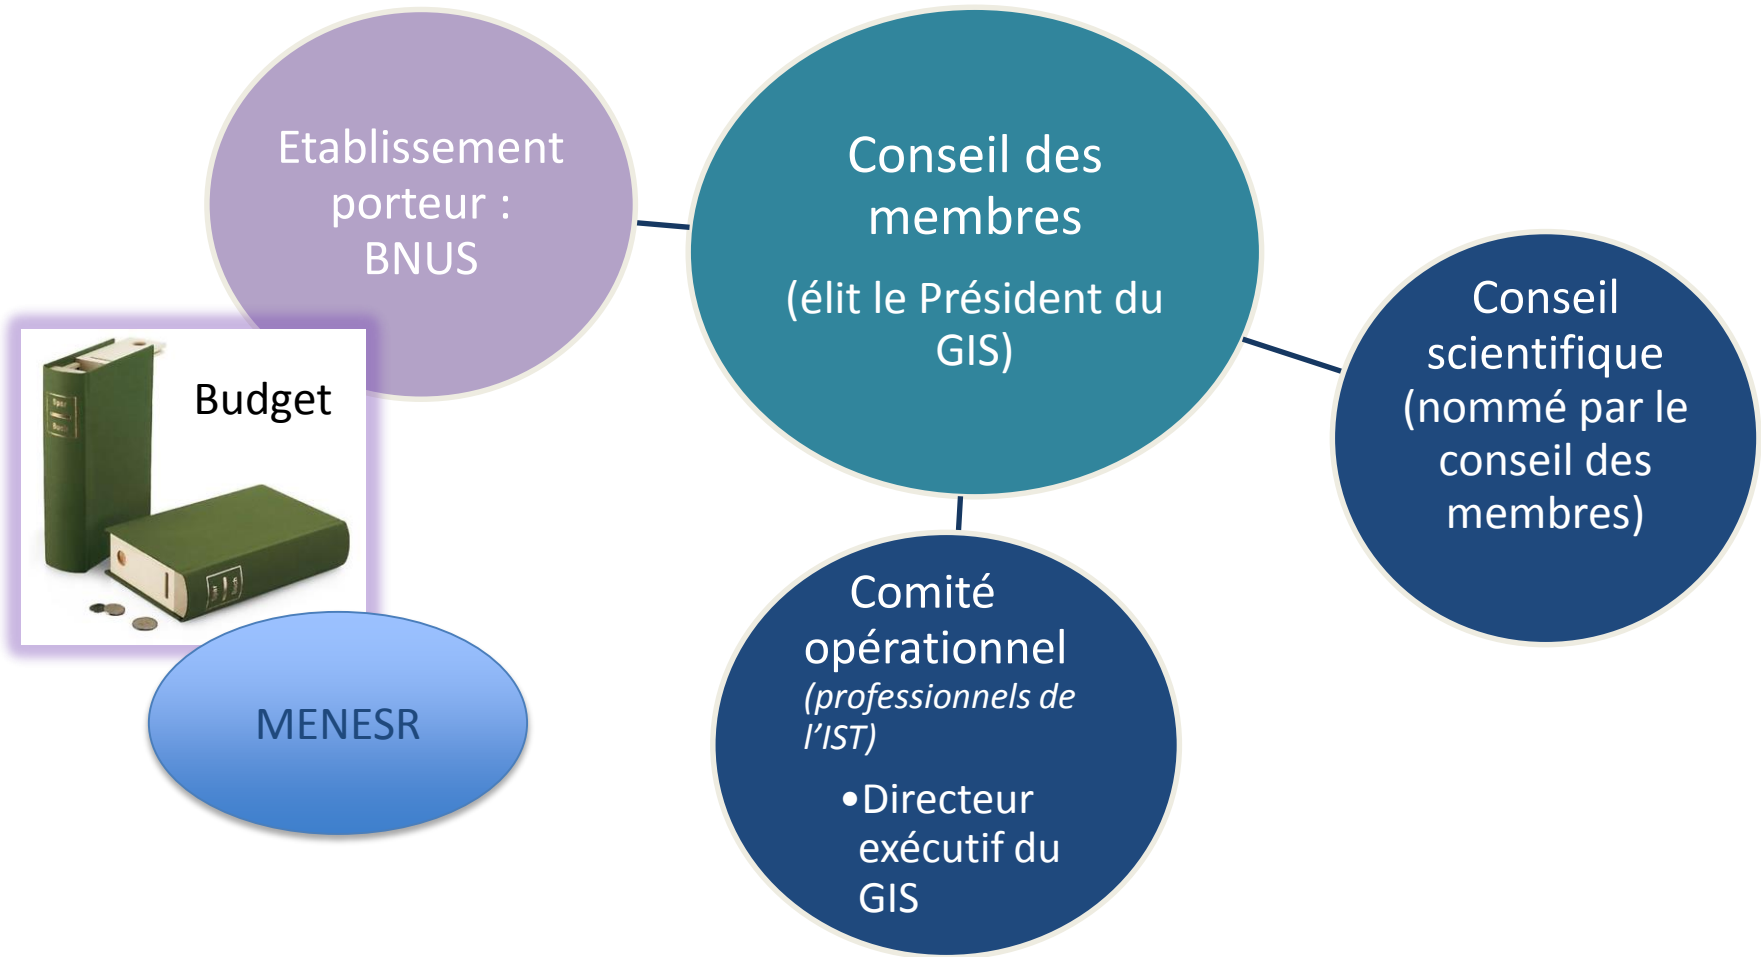 Etablissement
porteur :
BNUS
Conseil des
membres
(élit le Président du
GIS)
Conseil
scientifique
(nommé par le
conseil des
membres)
Budget
Comité
opérationnel
(professionnels de
l’IST)
•Directeur
exécutif du
GIS
MENESR